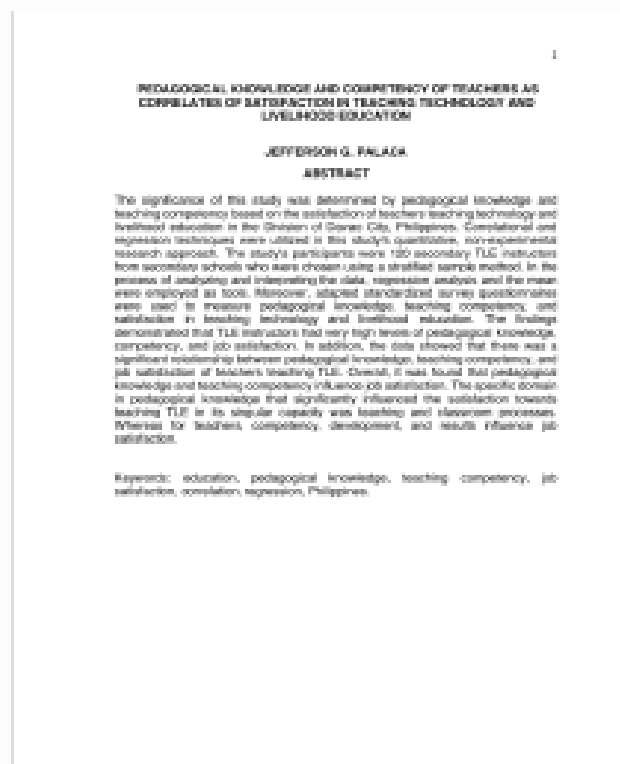 1
PEDAGOGICAL KNOWLEDGE AND COMPETENCY OF TEACHERS AS
CORRELATES OF SATISFACTION IN TEACHING TECHNOLOGY AND
LIVELIHOOD EDUCATION
JEFFERSON G. PALACA
ABSTRACT
The significance of this study was determined by pedagogical knowledge and
teaching competency based on the satisfaction of teachers teaching technology and
livelihood education in the Division of Davao City, Philippines. Correlational and
regression techniques were utilized in this study's quantitative, non-experimental
research approach. The study's participants were secondary TLE instructors
from secondary schools who were chosen using a stratified sample method. In the
process of analyzing and interpreting the data, regression analysis and the mean
were employed as tools. Moreover, adapted standardized survey questionnaires
were used to measure pedagogical knowledge, teaching competency, and
satisfaction in teaching technology and livelihood education. The findings
demonstrated that TLE instructors had very high levels of pedagogical knowledge,
competency, and job satisfaction. In addition, the data showed that there was a
significant relationship between pedagogical knowledge, teaching competency, and
job satisfaction of teachers teaching TLE. Overall, it was found that pedagogical
knowledge and teaching competency influence job satisfaction. The specific domain
in pedagogical knowledge that significantly influenced the satisfaction towards
teaching TLE in its singular capacity was teaching and classroom processes.
Whereas for teachers competency, development, and results influence job
satisfaction.
Keywords: education, pedagogical knowledge, teaching competency, job
satisfaction, correlation, regression, Philippines.